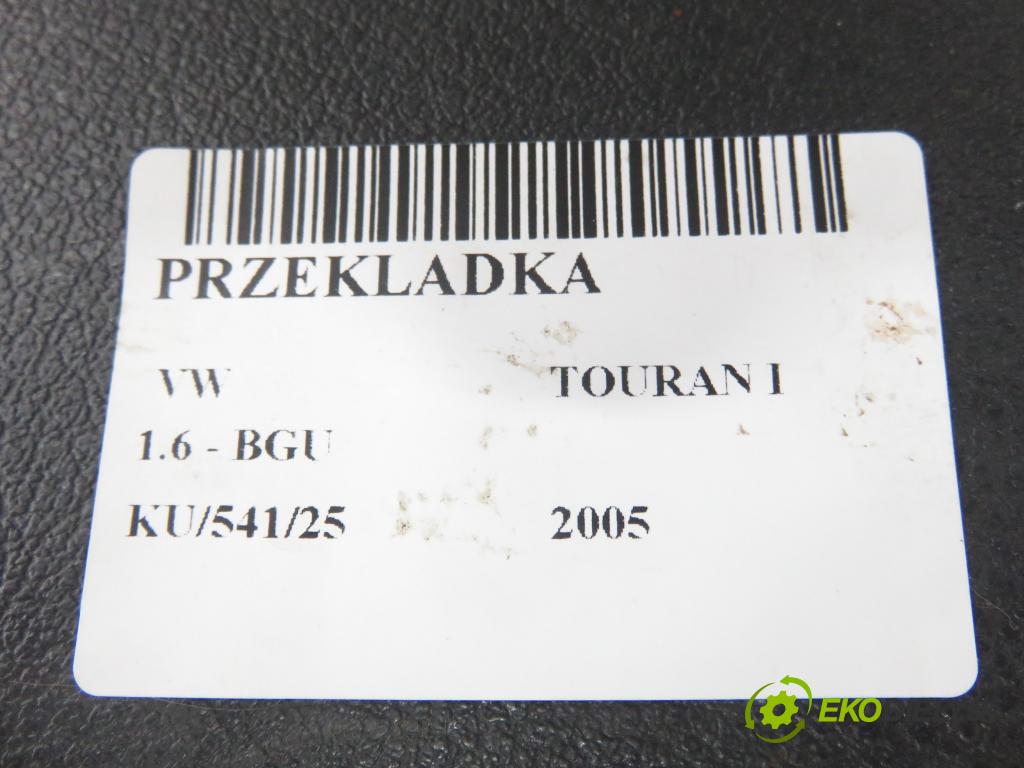 PRZEKLADKA
VW TOURAN I
1.6 - BGU
KU/541/25 2005
EKO